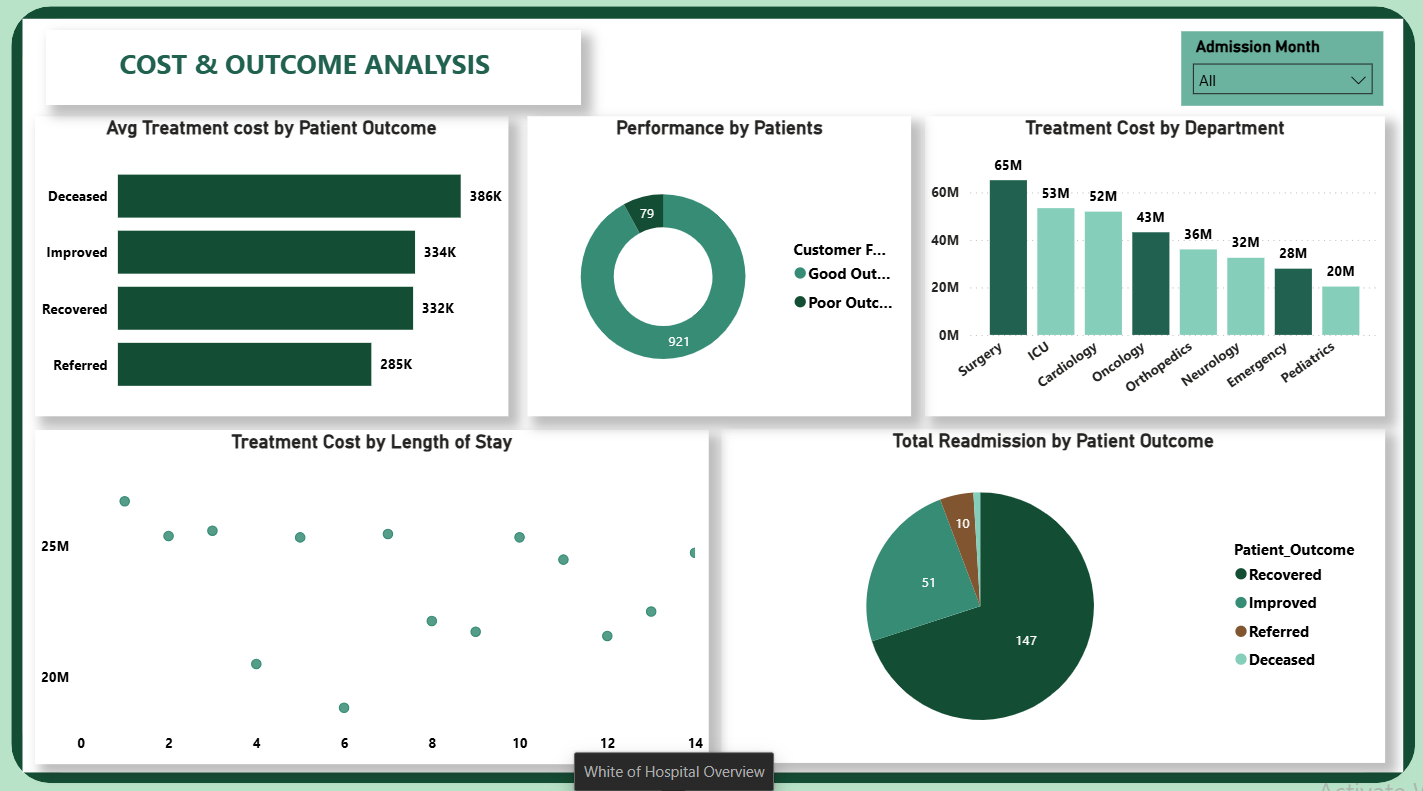 COST & OUTCOME ANALYSIS
Admission Month
All
Avg Treatment cost by Patient Outcome
Deceased
386K
Improved
334K
Recovered
332K
Referred
285K
Performance by Patients
79
921
Customer F...
Good Out...
Poor Outc...
Treatment Cost by Department
60M
40M
20M
0M
65M
53M
52M
43M
36M
32M
28M
20M
Surgery
ICU
Cardiology
Oncology
Orthopedics
Neurology
Emergency
Pediatrics
Treatment Cost by Length of Stay
25M
20M
0 2 4 6 8 10 12 14
Total Readmission by Patient Outcome
10
51
147
Patient_Outcome
Recovered
Improved
Referred
Deceased
White of Hospital Overview